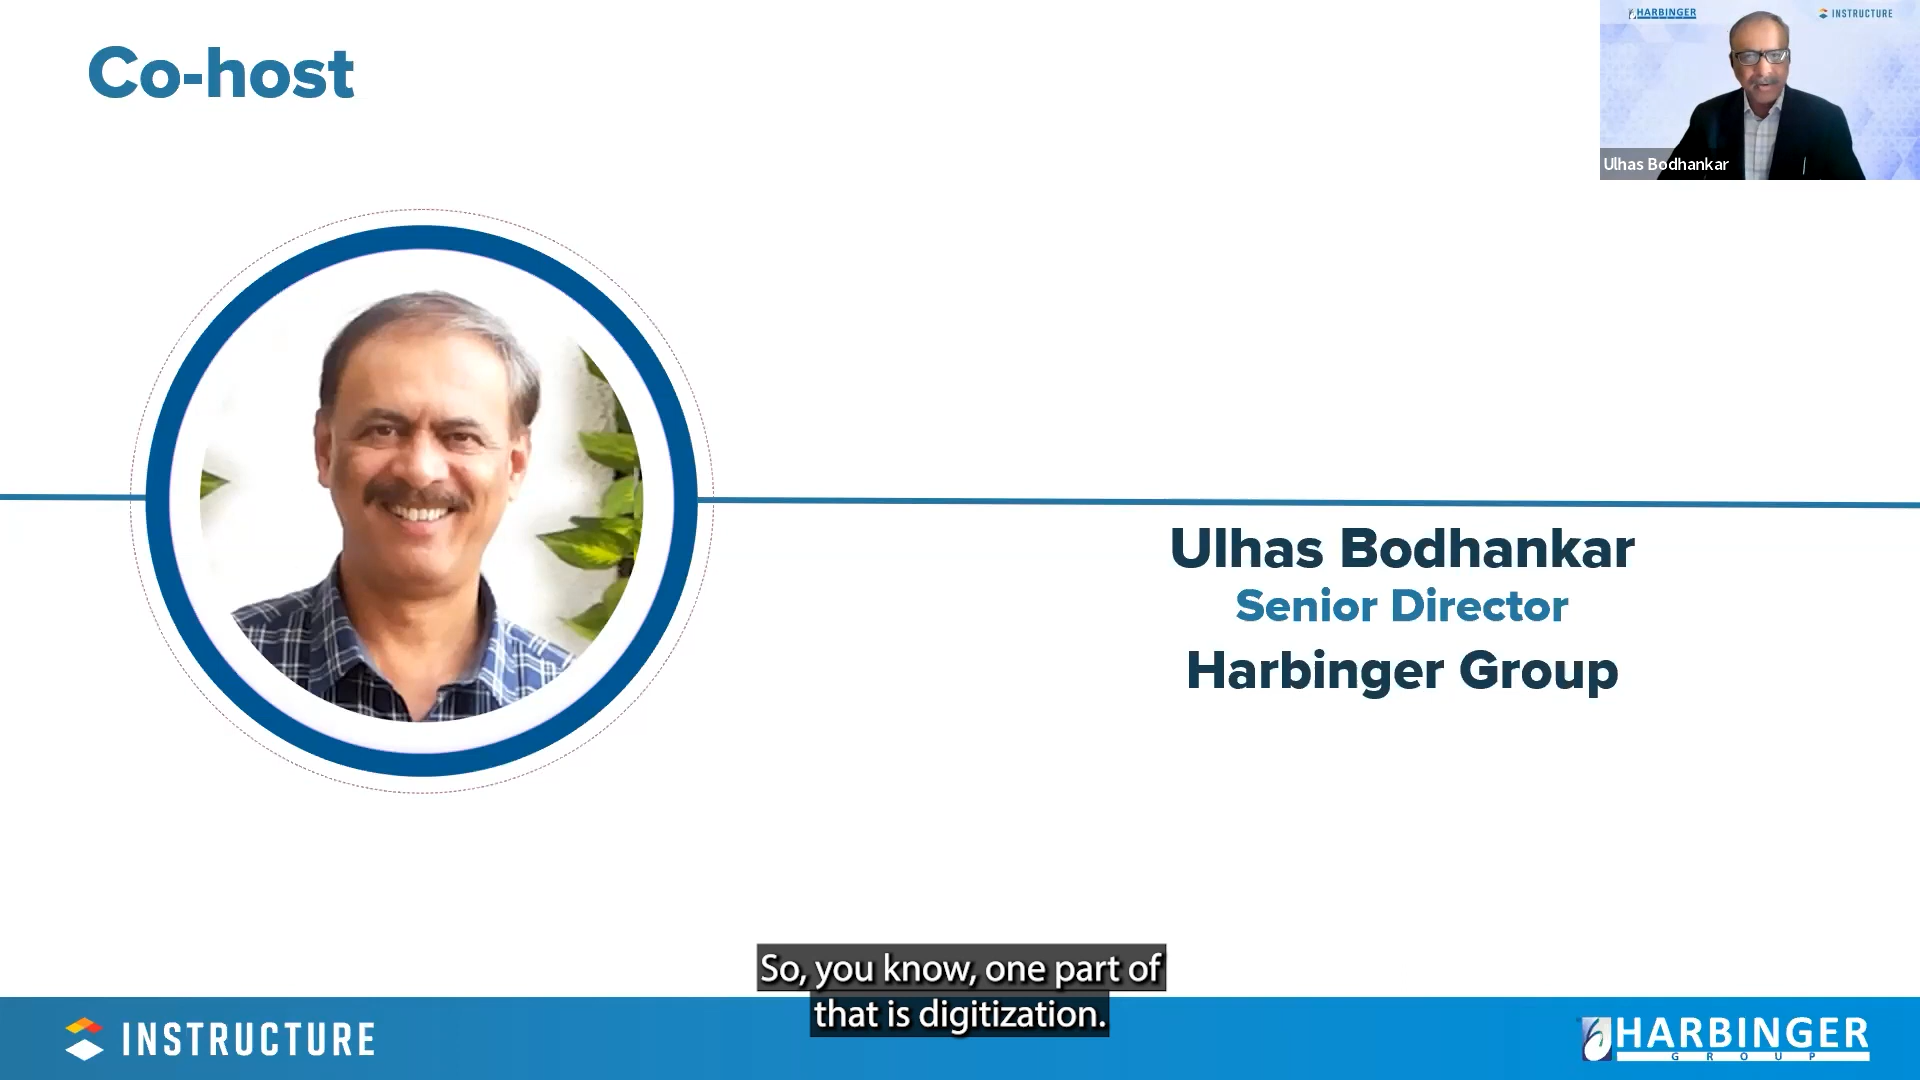 Co-host
HARBINGER
INSTRUCTURE
Ulhas Bodhankar
Ulhas Bodhankar
Senior Director
Harbinger Group
So, you know, one part of
that is digitization.
INSTRUCTURE
HARBINGER
GROUP